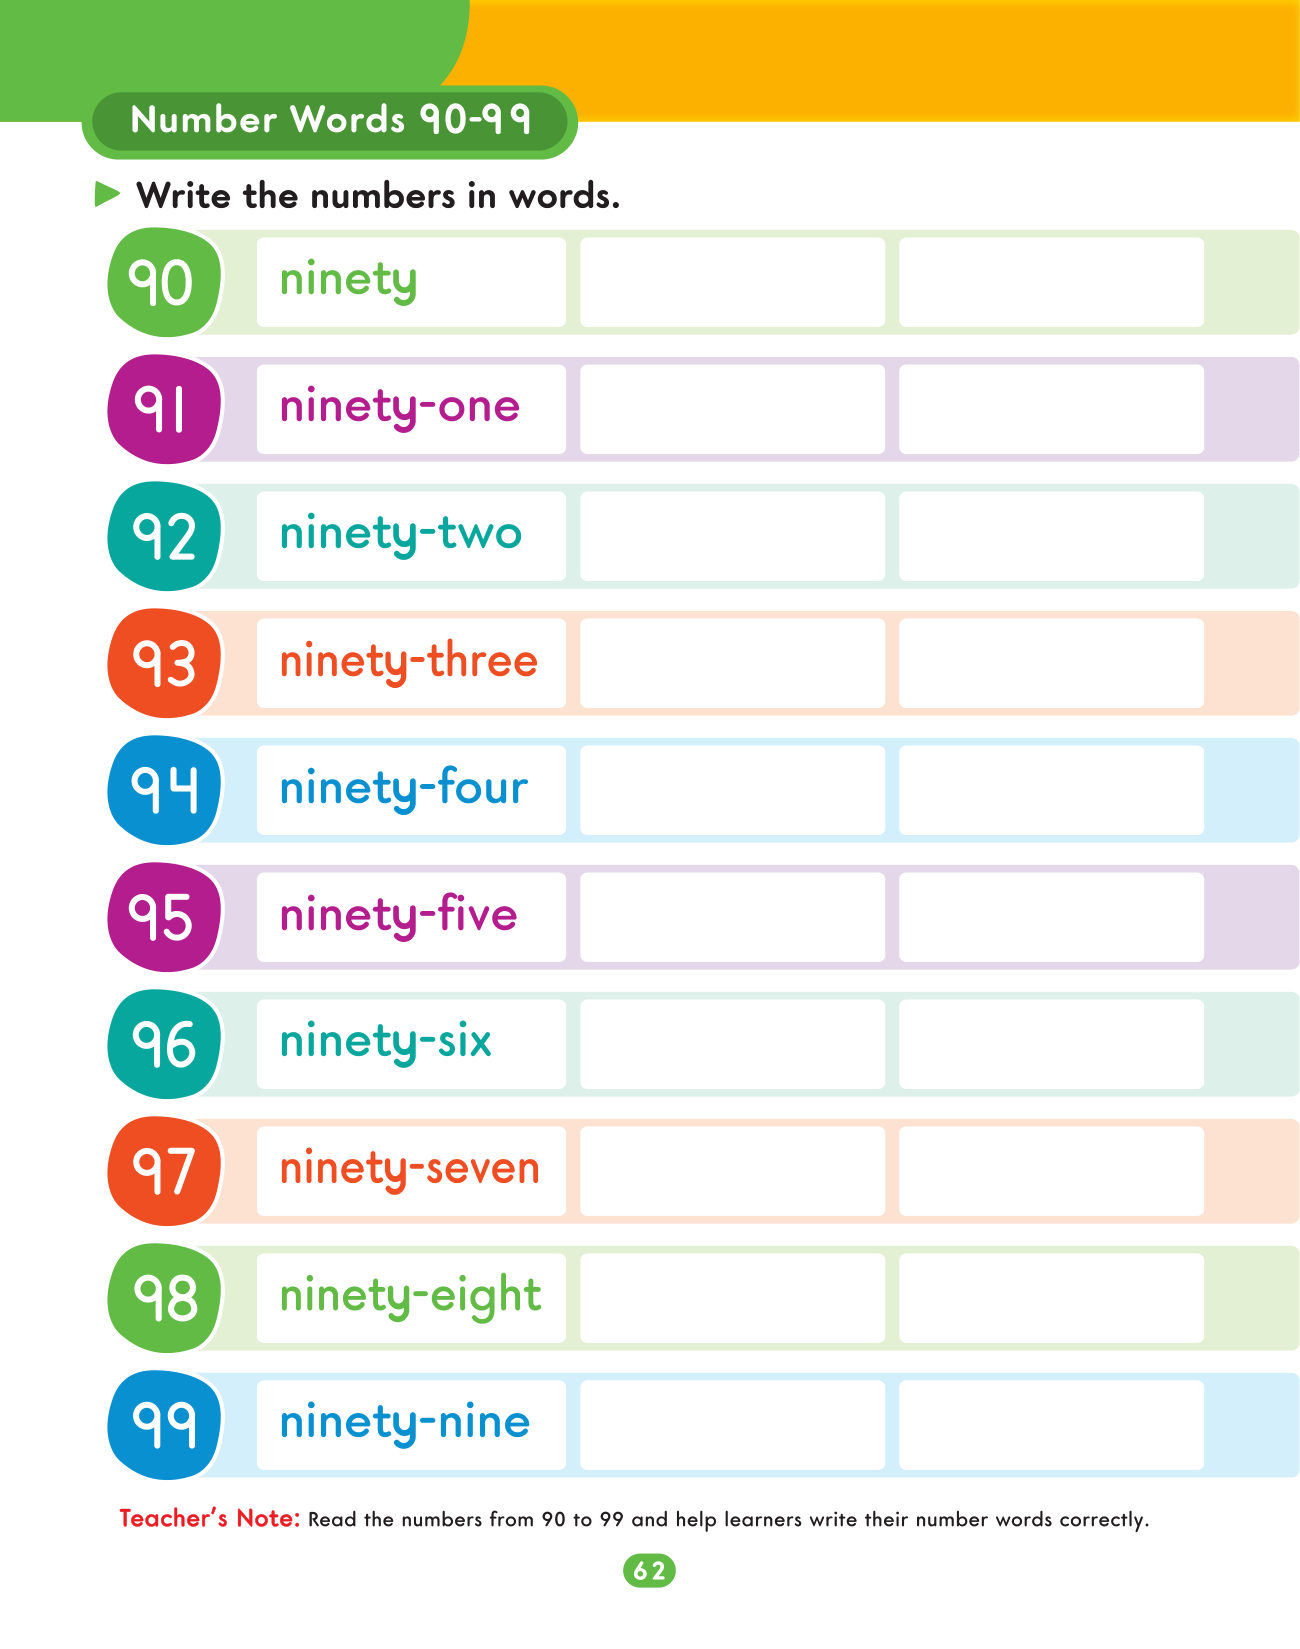 Number Words 90-99
Write the numbers in words.
90 ninety
91 ninety-one
92 ninety-two
93 ninety-three
94 ninety-four
95 ninety-five
96 ninety-six
97 ninety-seven
98 ninety-eight
99 ninety-nine
Teacher's Note: Read the numbers from 90 to 99 and help learners write their number words correctly.
62